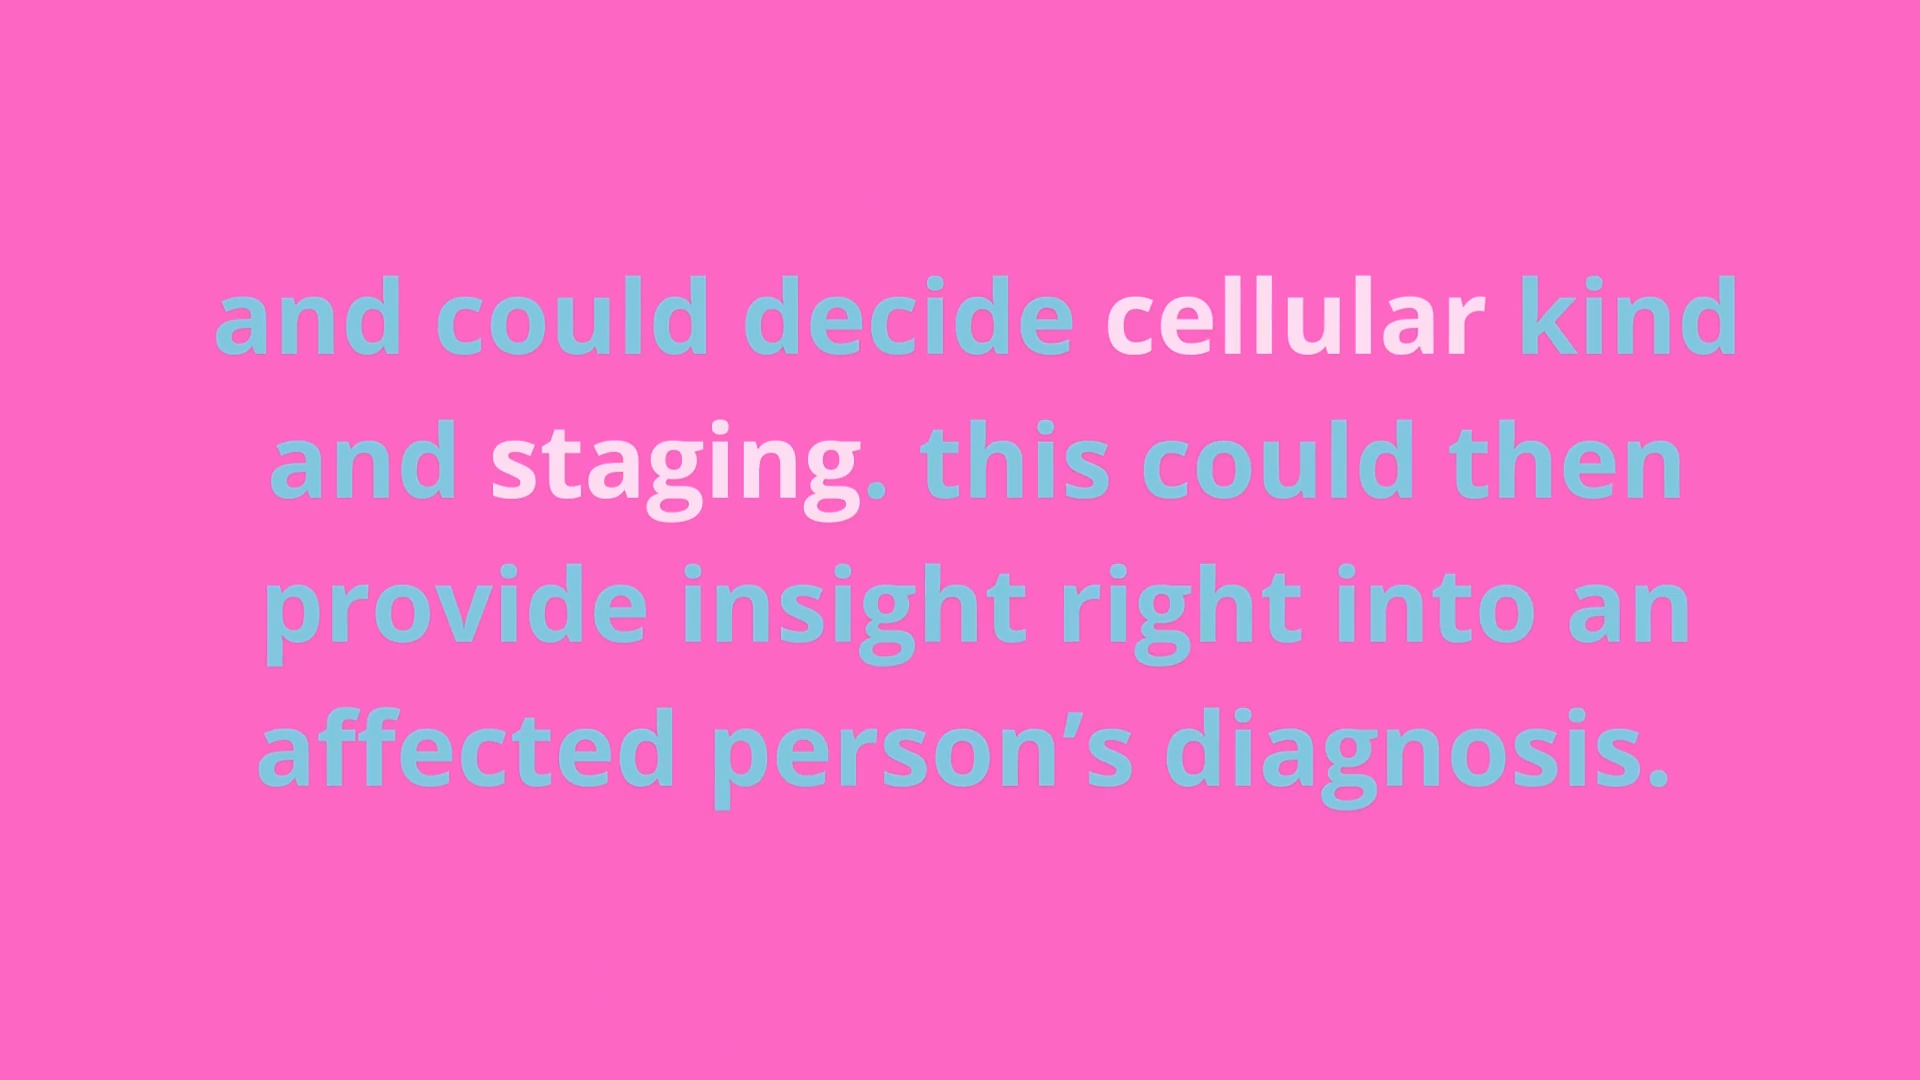 and could decide cellular kind
and staging. this could then
provide insight right into an
affected person’s diagnosis.